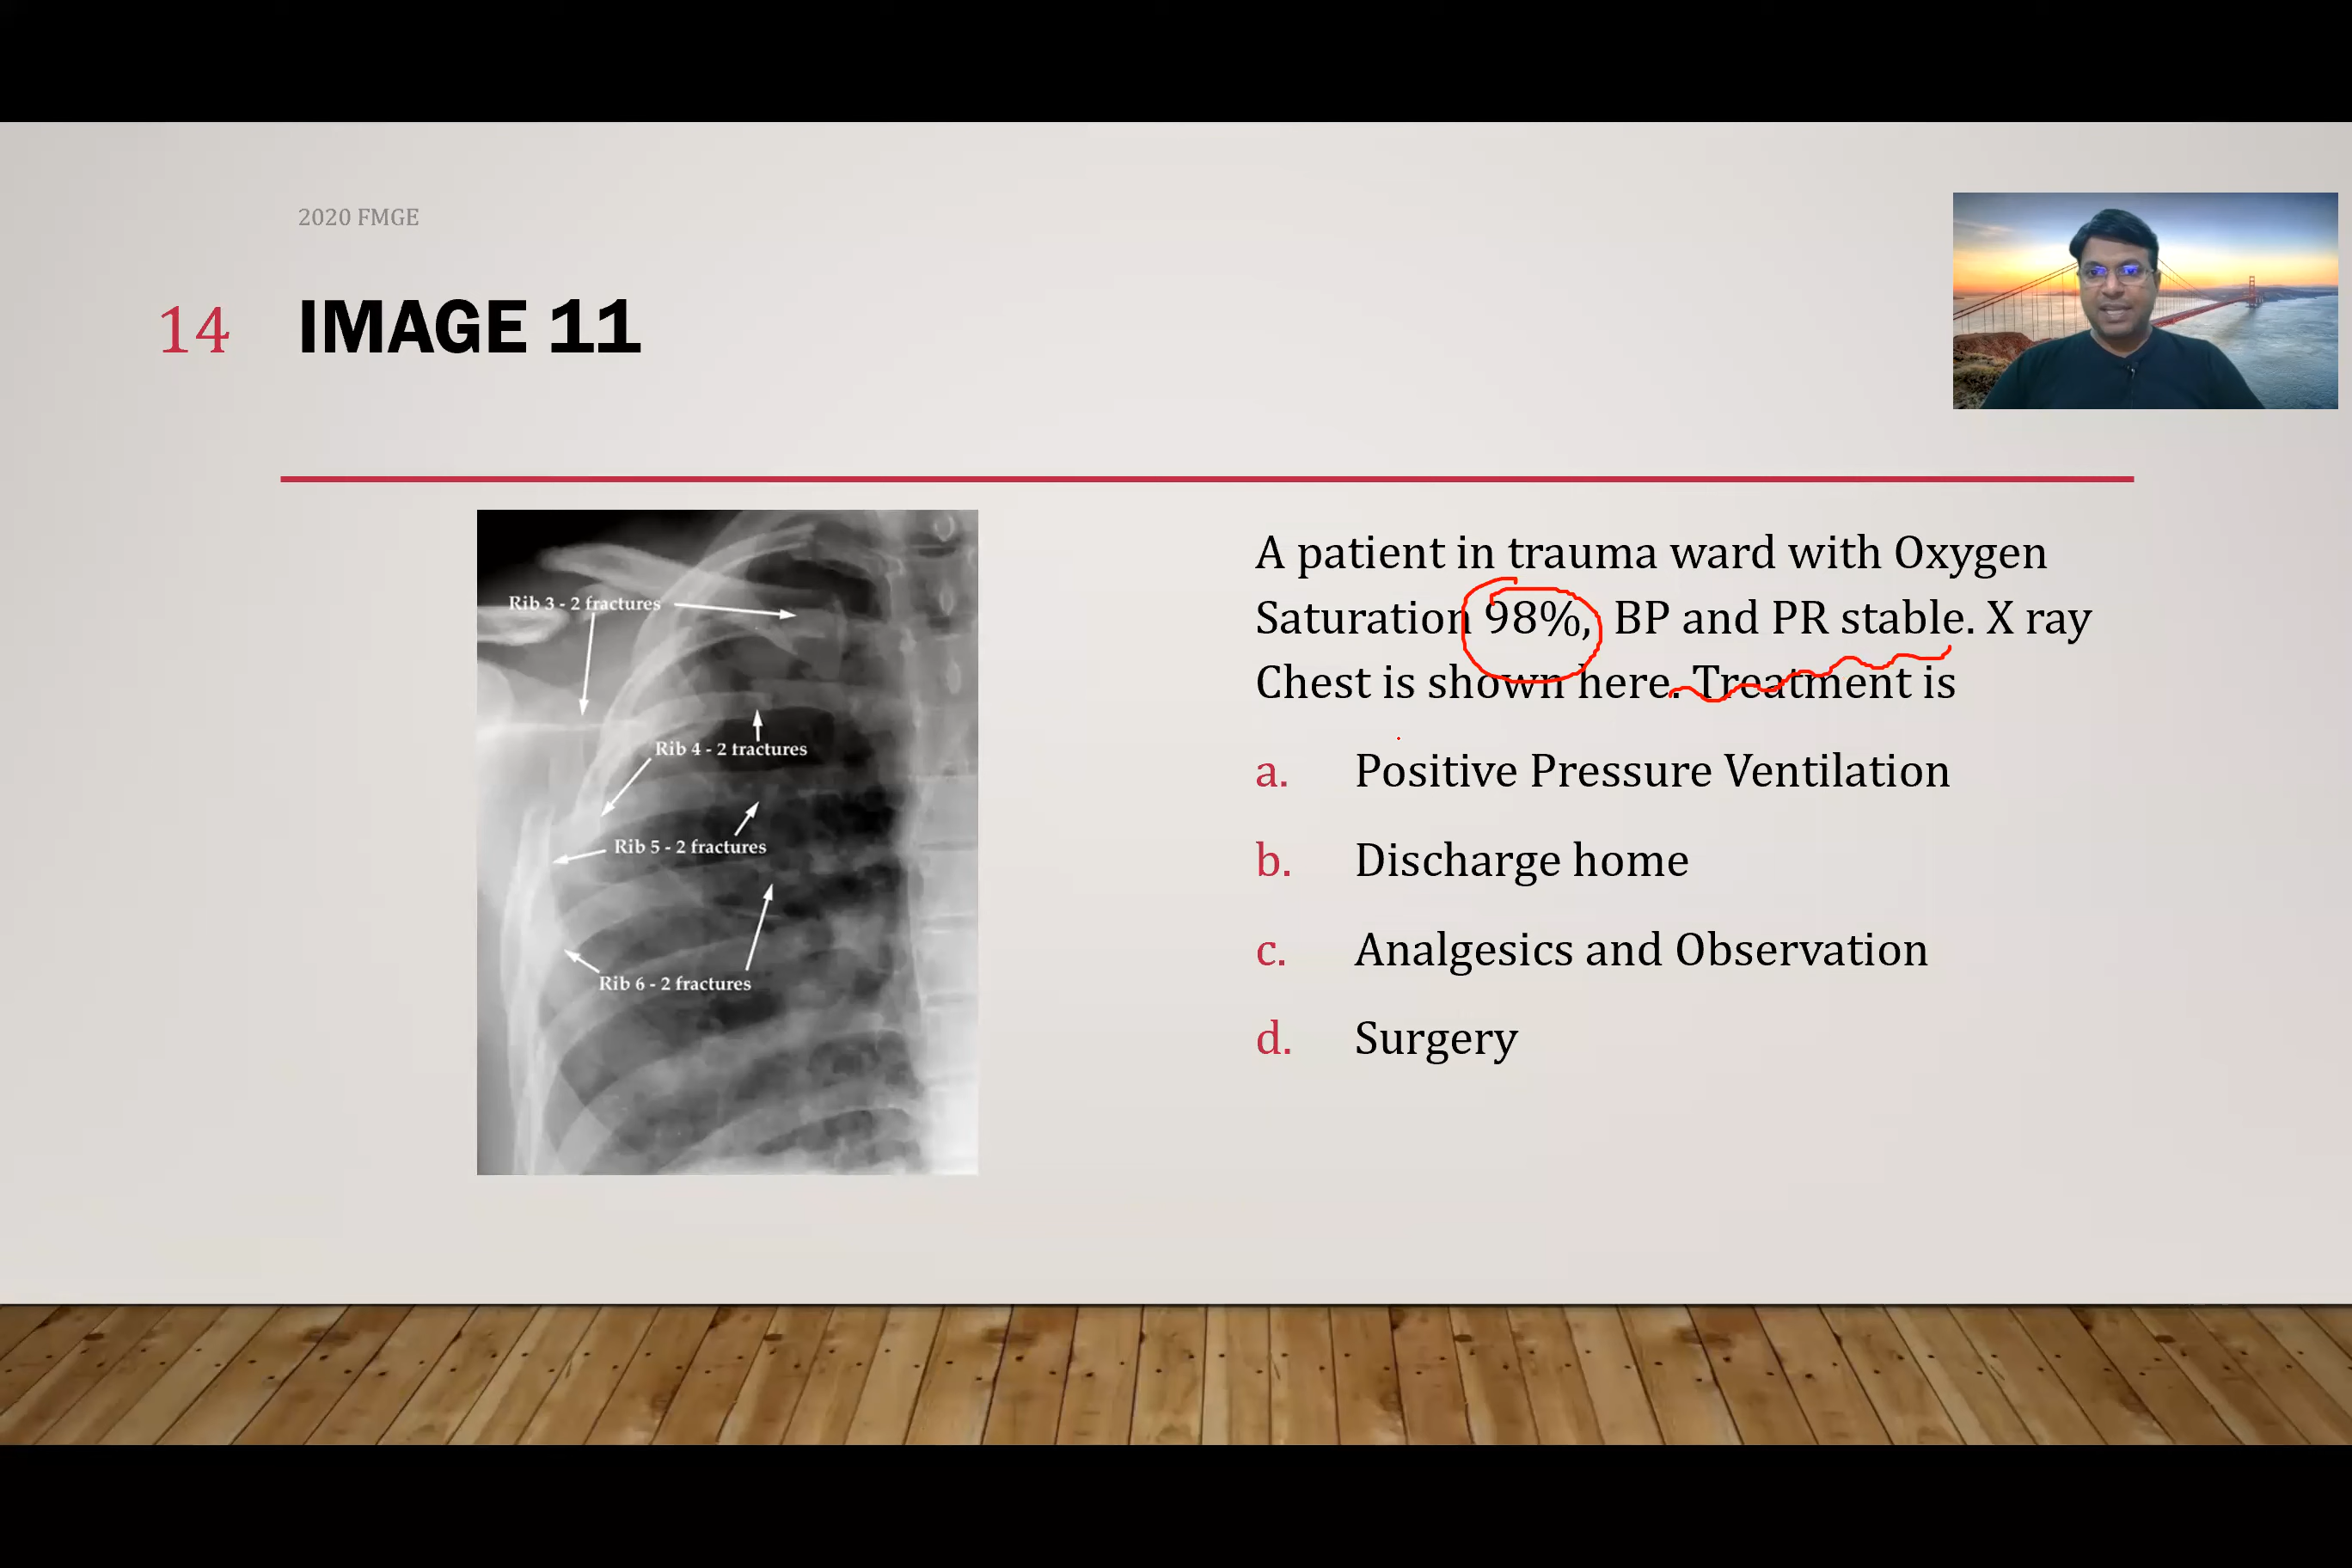 2020 FMGE
14 IMAGE 11
Rib 3 - 2 fractures
Rib 4 - 2 fractures
Rib 5 - 2 fractures
Rib 6 - 2 fractures
A patient in trauma ward with Oxygen
Saturation 98%, BP and PR stable. X ray
Chest is shown here. Treatment is
a. Positive Pressure Ventilation
b. Discharge home
c. Analgesics and Observation
d. Surgery